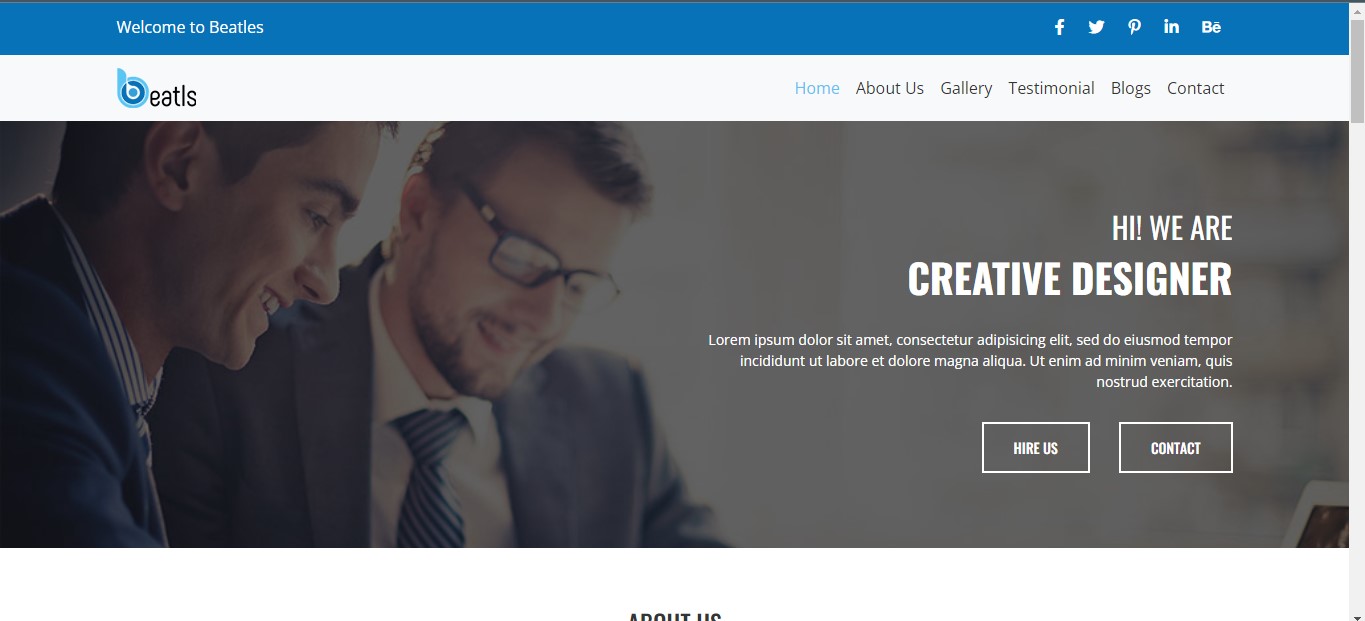 Welcome to Beatles
Bē
beatls
Home About Us Gallery Testimonial Blogs Contact
HI! WE ARE
CREATIVE DESIGNER
Lorem ipsum dolor sit amet, consectetur adipisicing elit, sed do eiusmod tempor
incididunt ut labore et dolore magna aliqua. Ut enim ad minim veniam, quis
nostrud exercitation.
HIRE US CONTACT
ABOUT US